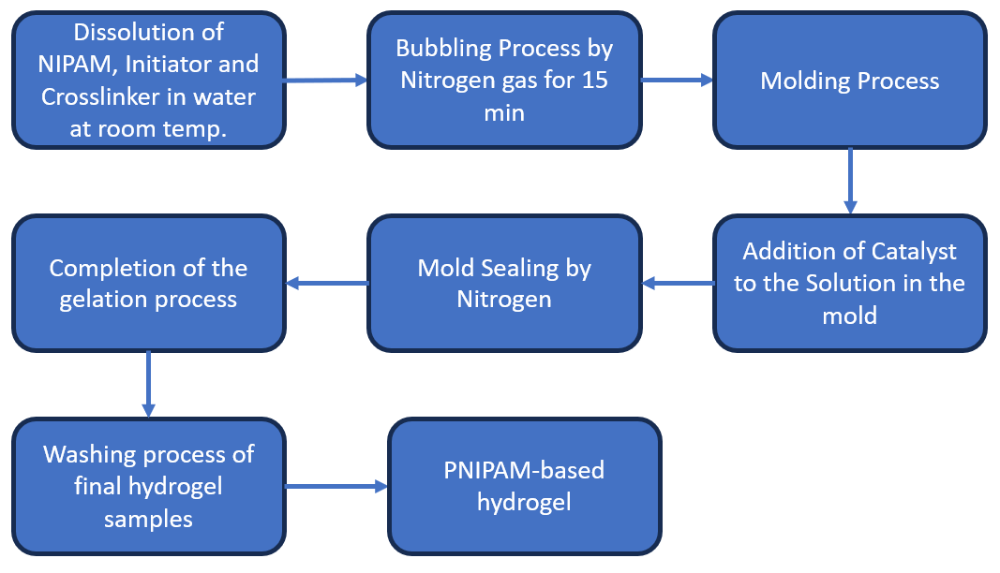 Dissolution of
NIPAM, Initiator and
Crosslinker in water
at room temp.
Bubbling Process by
Nitrogen gas for 15
min
Molding Process
Addition of Catalyst
to the Solution in the
mold
Mold Sealing by
Nitrogen
Completion of the
gelation process
Washing process of
final hydrogel
samples
PNIPAM-based
hydrogel